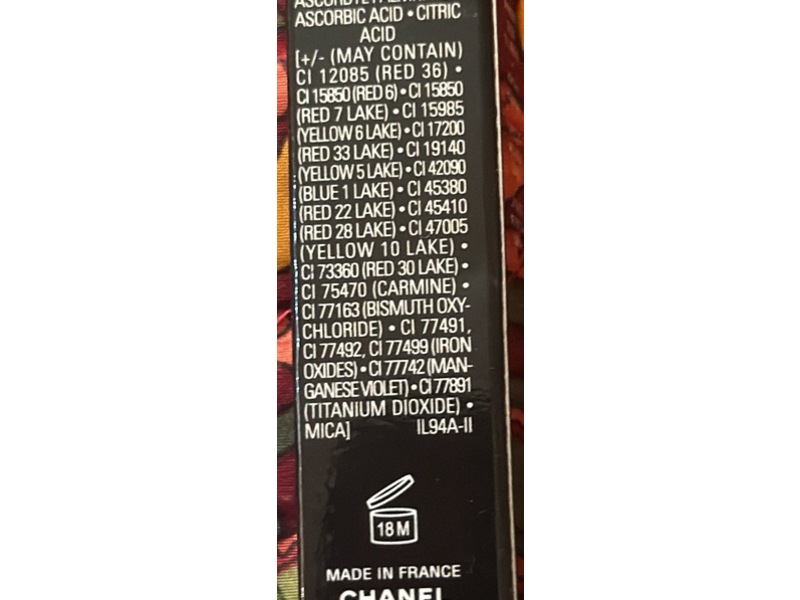 ASCORBIC ACID • CITRIC
ACID
[+/- (MAY CONTAIN)
CI 12085 (RED 36) •
CI 15850 (RED 6) • CI 15850
(RED 7 LAKE) • CI 15985
(YELLOW 6 LAKE) • CI 17200
(RED 33 LAKE) • CI 19140
(YELLOW 5 LAKE) • CI 42090
(BLUE 1 LAKE) • CI 45380
(RED 22 LAKE) • CI 45410
(RED 28 LAKE) • CI 47005
(YELLOW 10 LAKE) •
CI 73360 (RED 30 LAKE) •
CI 75470 (CARMINE) •
CI 77163 (BISMUTH OXY-
CHLORIDE) • CI 77491,
CI 77492, CI 77499 (IRON
OXIDES) • CI 77742 (MAN-
GANESE VIOLET) • CI 77891
(TITANIUM DIOXIDE) •
MICA] IL94A-II
18 M
MADE IN FRANCE
CHANEL